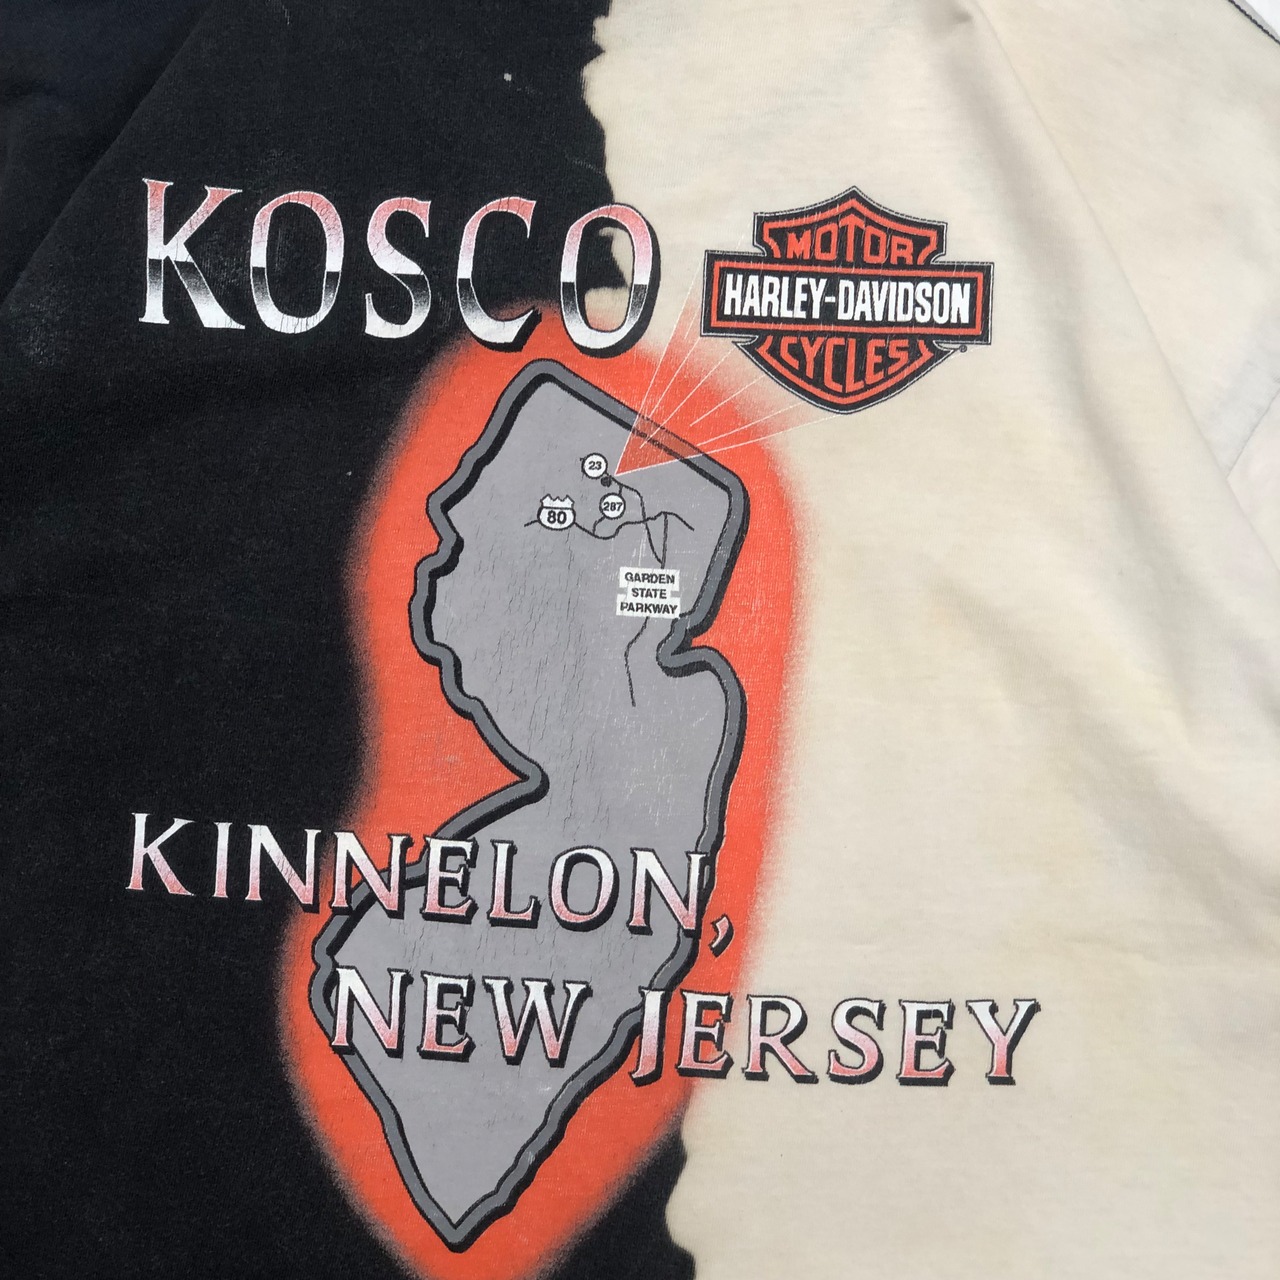 KOSCO
MOTOR
HARLEY-DAVIDSON
CYCLES
®
23
287
80
GARDEN
STATE
PARKWAY
KINNELON,
NEW JERSEY